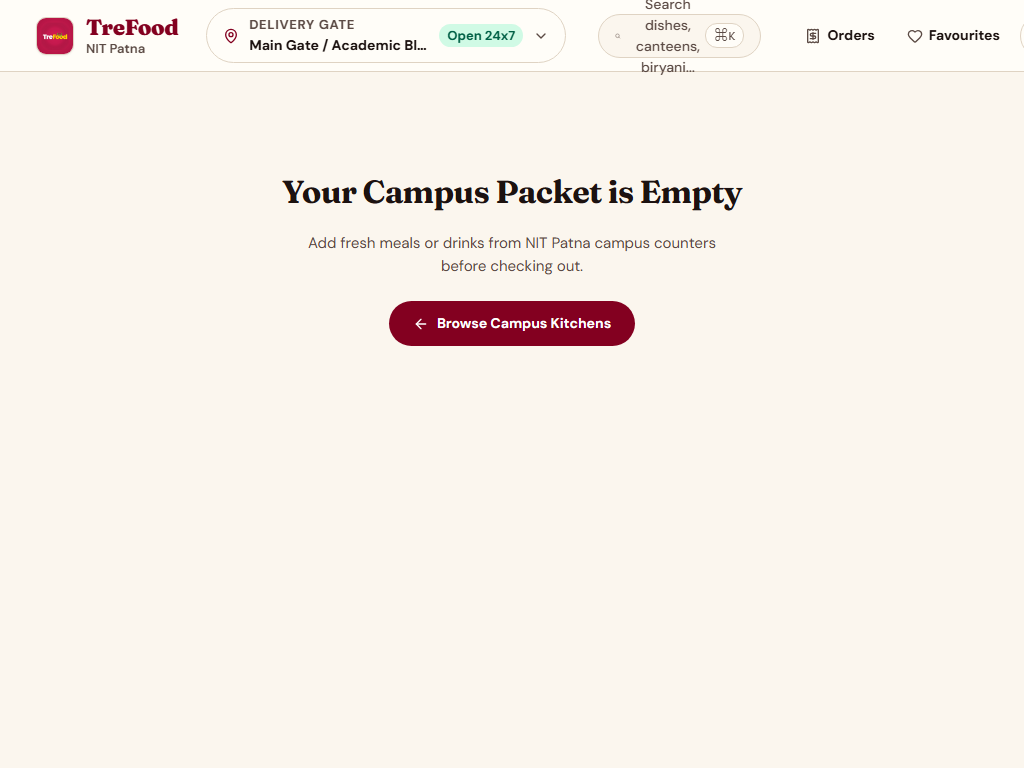 TreFood
TreFood
NIT Patna
DELIVERY GATE
Main Gate / Academic Bl...
Open 24x7
Search
dishes,
canteens,
biryani...
⌘K
Orders
Favourites
Your Campus Packet is Empty
Add fresh meals or drinks from NIT Patna campus counters
before checking out.
Browse Campus Kitchens